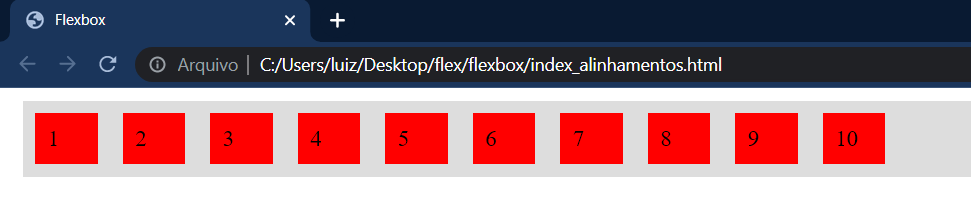 Flexbox
Arquivo | C:/Users/luiz/Desktop/flex/flexbox/index_alinhamentos.html
1 2 3 4 5 6 7 8 9 10